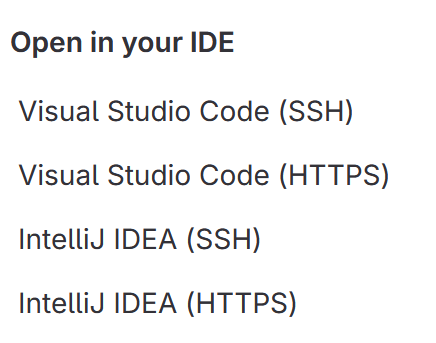 Open in your IDE
Visual Studio Code (SSH)
Visual Studio Code (HTTPS)
IntelliJ IDEA (SSH)
IntelliJ IDEA (HTTPS)